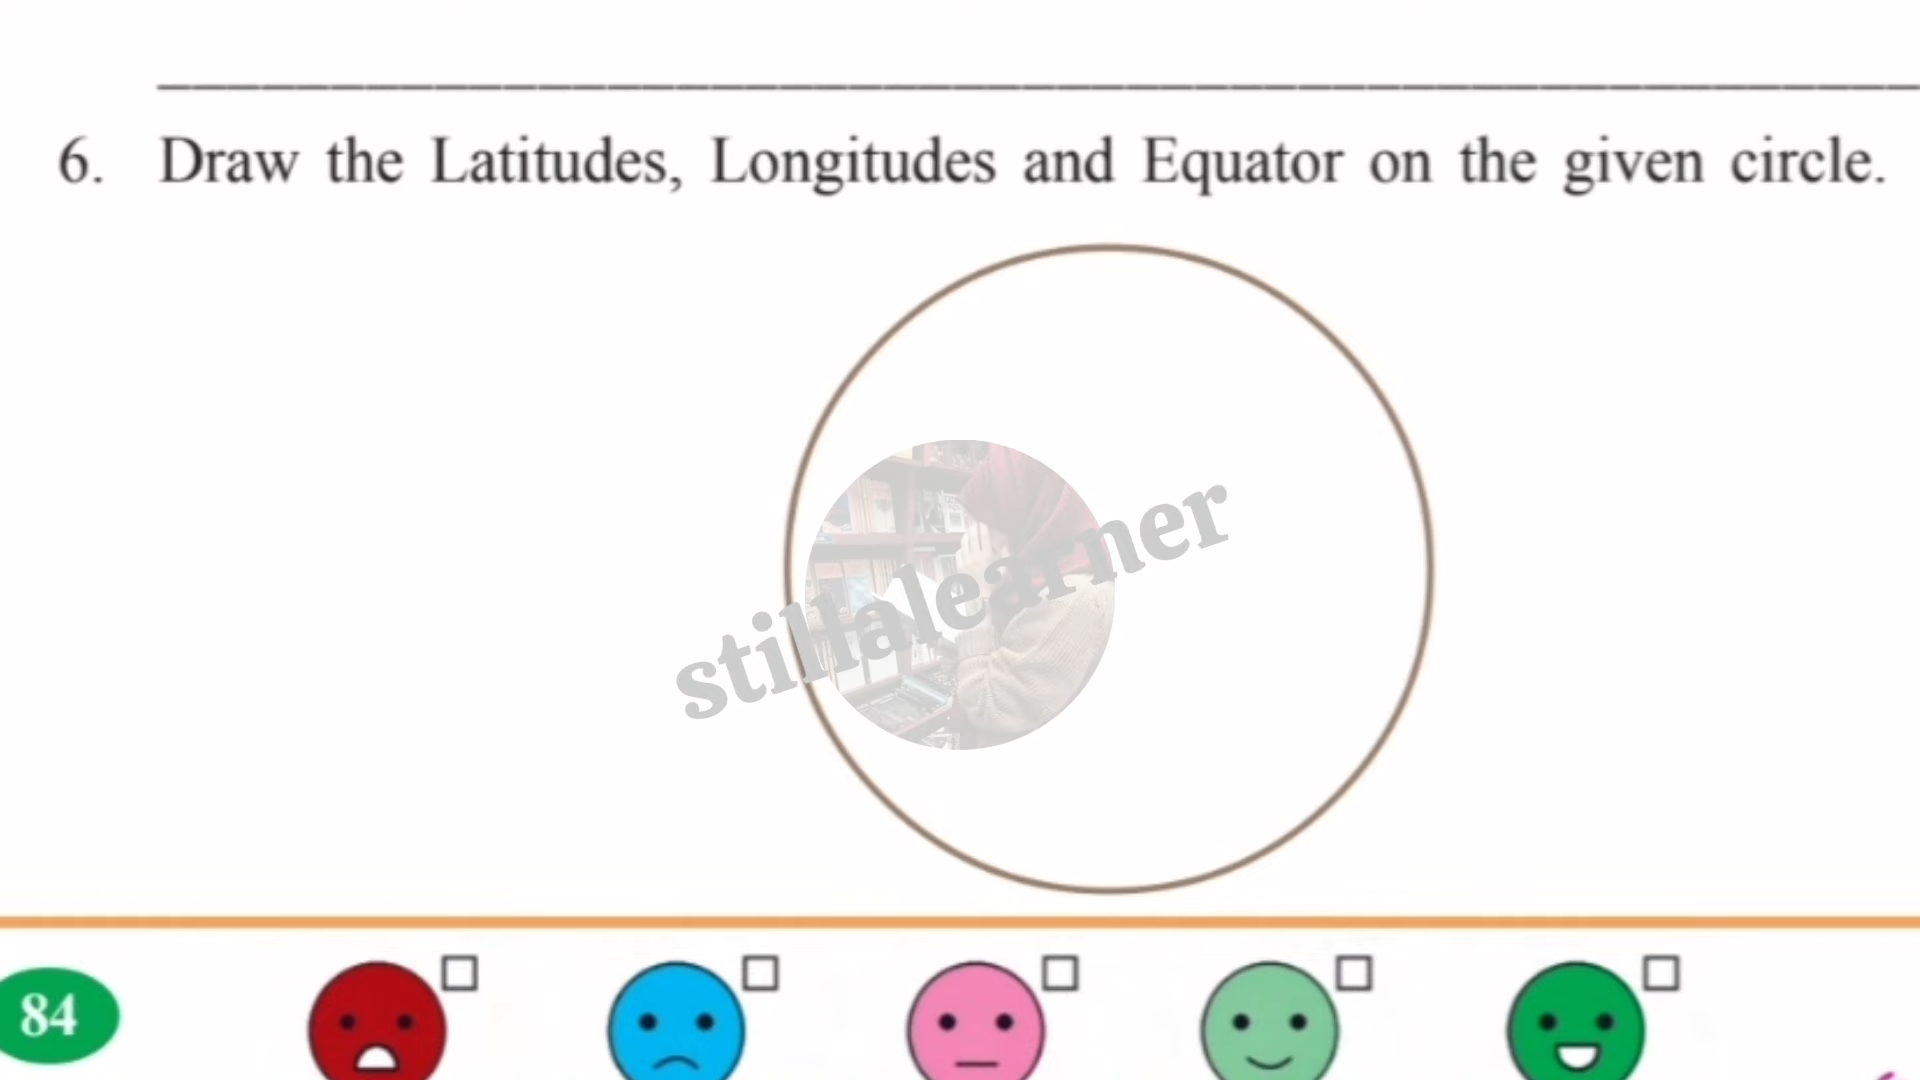 6. Draw the Latitudes, Longitudes and Equator on the given circle.
stillalearner
84